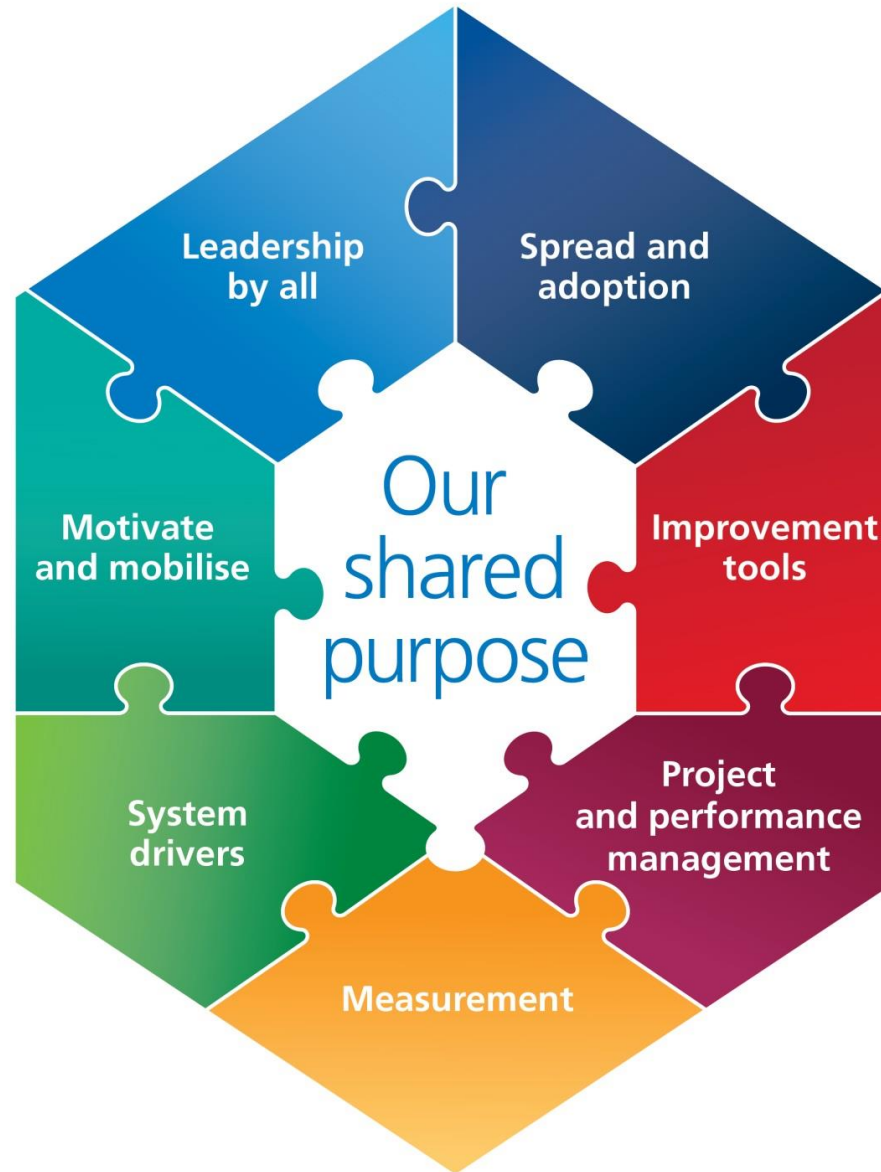 Leadership
by all
Spread and
adoption
Motivate
and mobilise
Our
shared
purpose
Improvement
tools
System
drivers
Project
and performance
management
Measurement